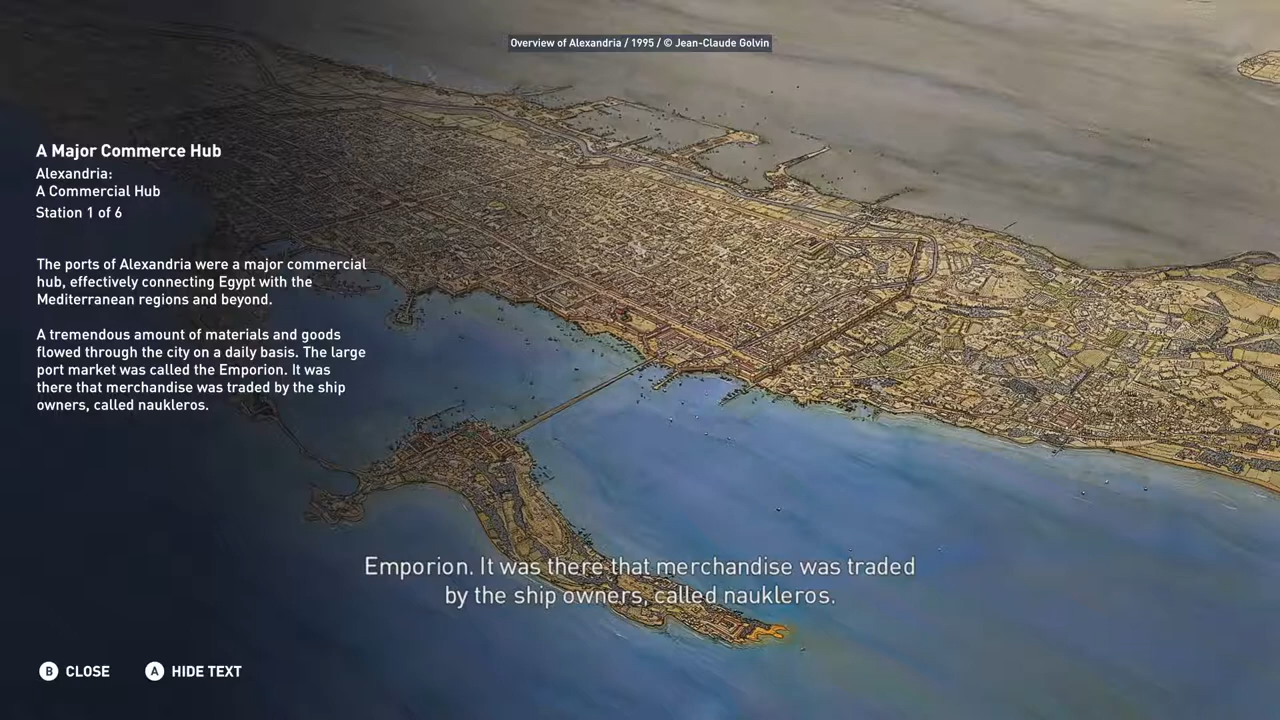 Overview of Alexandria / 1995 / © Jean-Claude Golvin
A Major Commerce Hub
Alexandria:
A Commercial Hub
Station 1 of 6
The ports of Alexandria were a major commercial
hub, effectively connecting Egypt with the
Mediterranean regions and beyond.
A tremendous amount of materials and goods
flowed through the city on a daily basis. The large
port market was called the Emporion. It was
there that merchandise was traded by the ship
owners, called naukleros.
Emporion. It was there that merchandise was traded
by the ship owners, called naukleros.
B CLOSE A HIDE TEXT